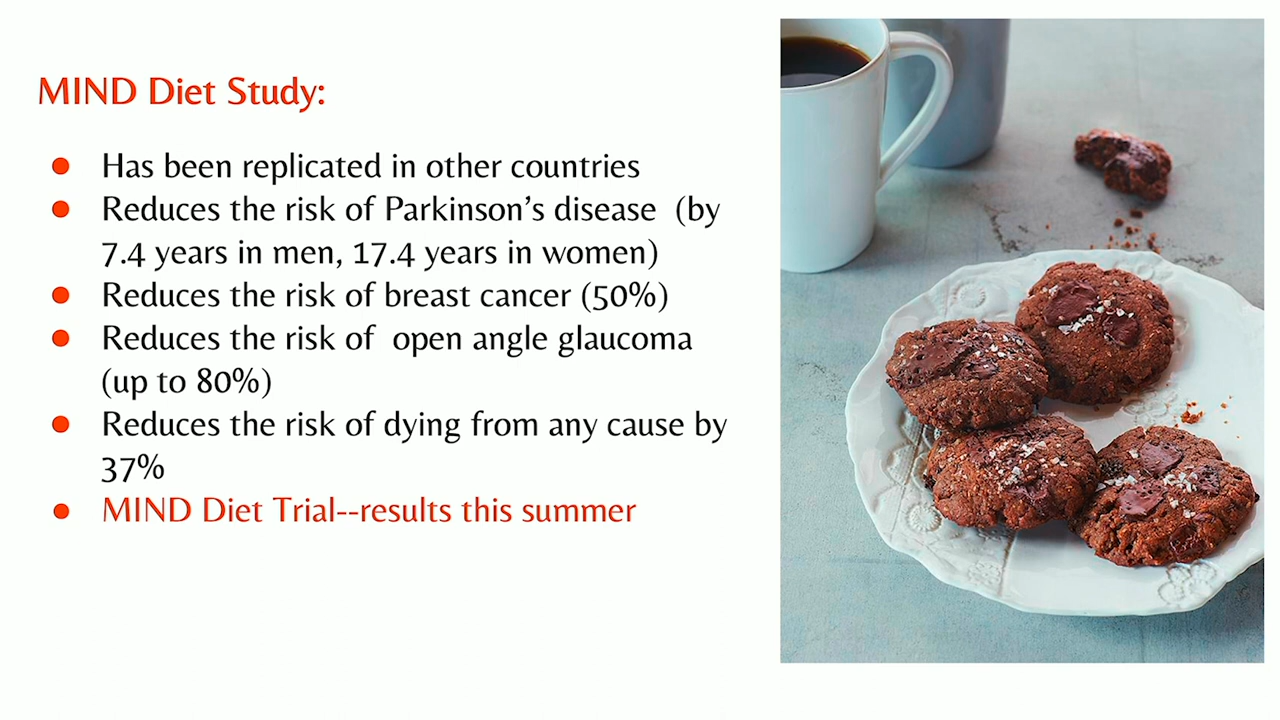 MIND Diet Study:
● Has been replicated in other countries
● Reduces the risk of Parkinson’s disease  (by
7.4 years in men, 17.4 years in women)
● Reduces the risk of breast cancer (50%)
● Reduces the risk of  open angle glaucoma
(up to 80%)
● Reduces the risk of dying from any cause by
37%
● MIND Diet Trial--results this summer